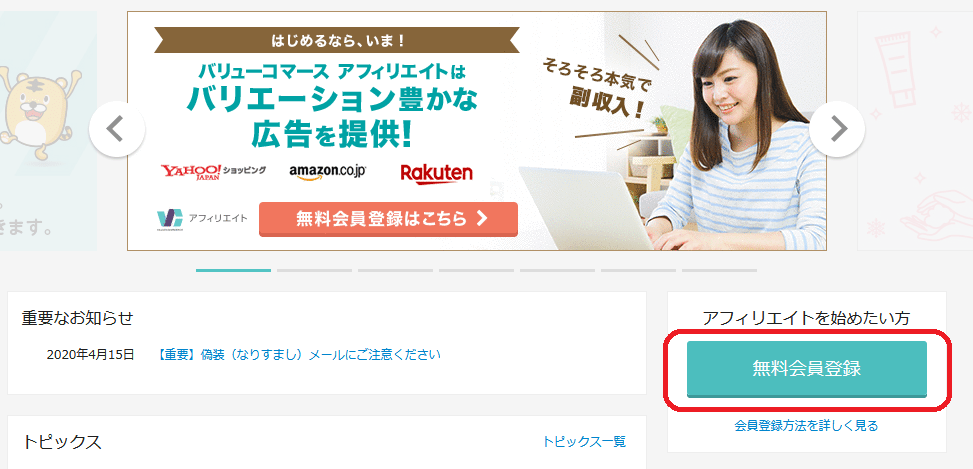 はじめるなら、いま！
バリューコマース アフィリエイトは
バリエーション豊かな
広告を提供！
そろそろ本気で
副収入！
YAHOO! JAPAN ショッピング
amazon.co.jp
Rakuten
アフィリエイト
無料会員登録はこちら
きます。
重要なお知らせ
2020年4月15日 【重要】偽装（なりすまし）メールにご注意ください
アフィリエイトを始めたい方
無料会員登録
会員登録方法を詳しく見る
トピックス
トピックス一覧